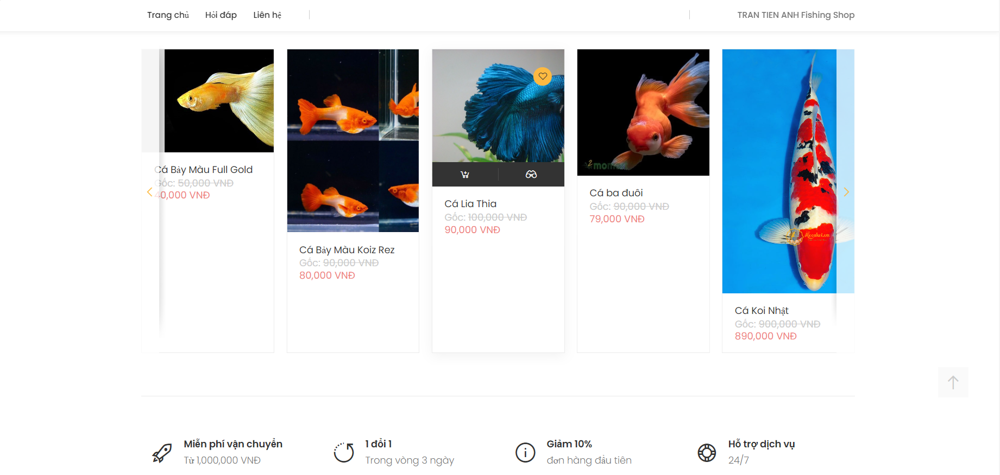 Trang chủ Hỏi đáp Liên hệ TRAN TIEN ANH Fishing Shop
Cá Bảy Màu Full Gold
Gốc: 50,000 VNĐ
40,000 VNĐ
Cá Bảy Màu Koiz Rez
Gốc: 90,000 VNĐ
80,000 VNĐ
Cá Lia Thia
Gốc: 100,000 VNĐ
90,000 VNĐ
Cá ba đuôi
Gốc: 90,000 VNĐ
79,000 VNĐ
Hocakoi.vn
Cá Koi Nhật
Gốc: 900,000 VNĐ
890,000 VNĐ
Miễn phí vận chuyển
Từ 1,000,000 VNĐ
1 đổi 1
Trong vòng 3 ngày
Giảm 10%
đơn hàng đầu tiên
Hỗ trợ dịch vụ
24/7